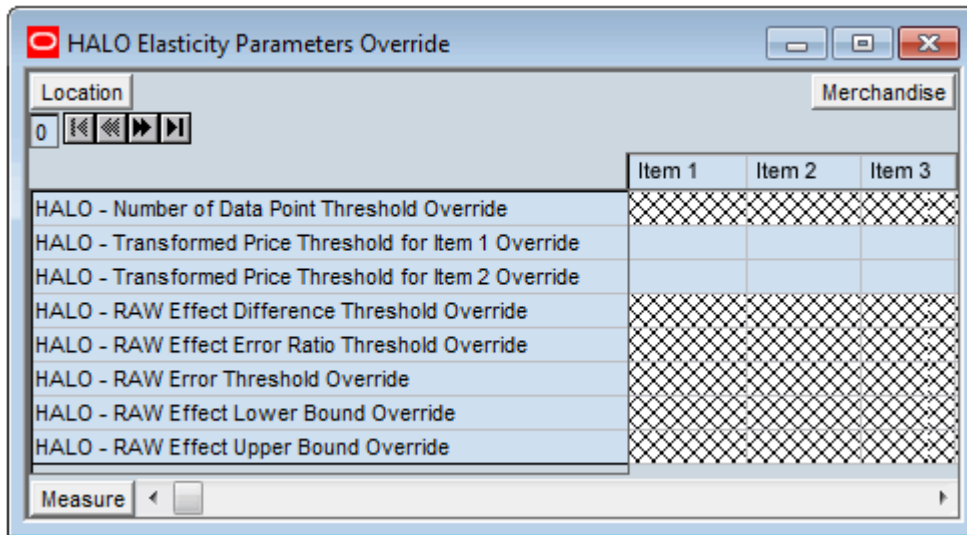 HALO Elasticity Parameters Override
Location
Merchandise
0
Item 1 Item 2 Item 3
HALO - Number of Data Point Threshold Override
HALO - Transformed Price Threshold for Item 1 Override
HALO - Transformed Price Threshold for Item 2 Override
HALO - RAW Effect Difference Threshold Override
HALO - RAW Effect Error Ratio Threshold Override
HALO - RAW Error Threshold Override
HALO - RAW Effect Lower Bound Override
HALO - RAW Effect Upper Bound Override
Measure